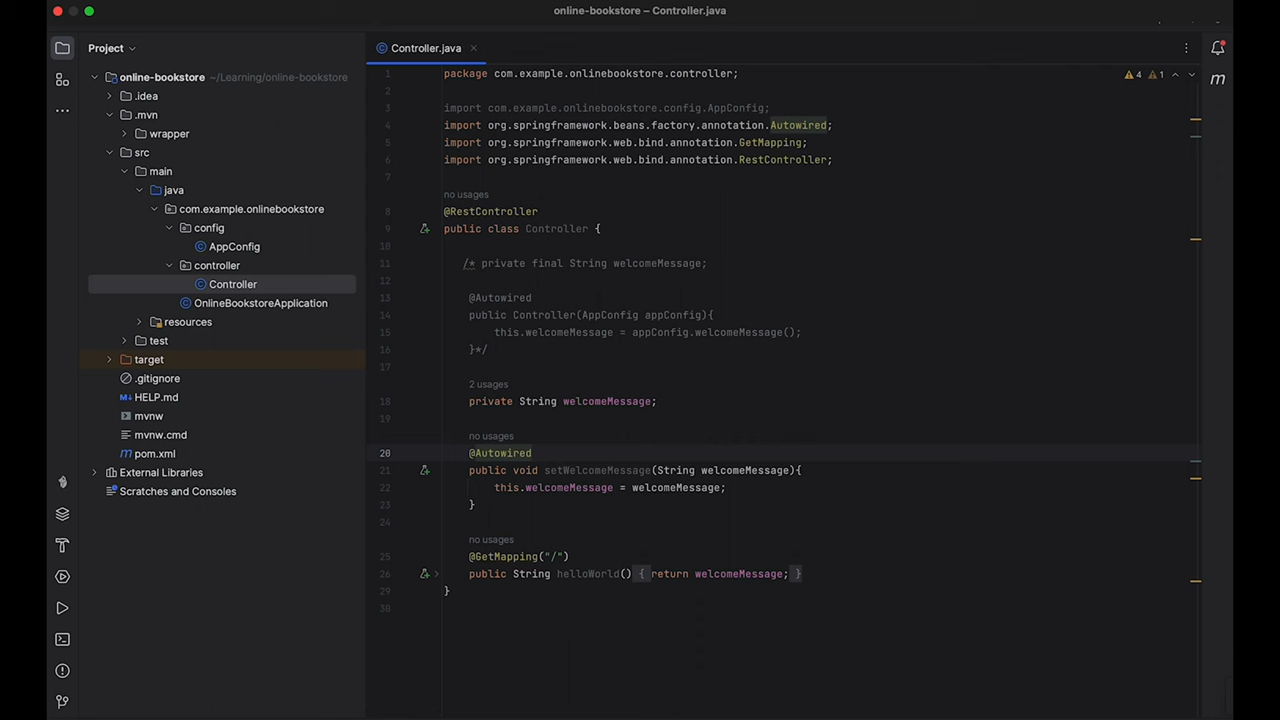 online-bookstore – Controller.java
Project
online-bookstore ~/Learning/online-bookstore
.idea
.mvn
wrapper
src
main
java
com.example.onlinebookstore
config
AppConfig
controller
Controller
OnlineBookstoreApplication
resources
test
target
.gitignore
HELP.md
mvnw
mvnw.cmd
pom.xml
External Libraries
Scratches and Consoles
Controller.java
4 1
m
1 package com.example.onlinebookstore.controller;
2
3 import com.example.onlinebookstore.config.AppConfig;
4 import org.springframework.beans.factory.annotation.Autowired;
5 import org.springframework.web.bind.annotation.GetMapping;
6 import org.springframework.web.bind.annotation.RestController;
7
no usages
8 @RestController
9 public class Controller {
10
11 /* private final String welcomeMessage;
12
13 @Autowired
14 public Controller(AppConfig appConfig){
15 this.welcomeMessage = appConfig.welcomeMessage();
16 }*/
17
2 usages
18 private String welcomeMessage;
19
no usages
20 @Autowired
21 public void setWelcomeMessage(String welcomeMessage){
22 this.welcomeMessage = welcomeMessage;
23 }
24
no usages
25 @GetMapping("/")
26 public String helloWorld() { return welcomeMessage; }
29 }
30